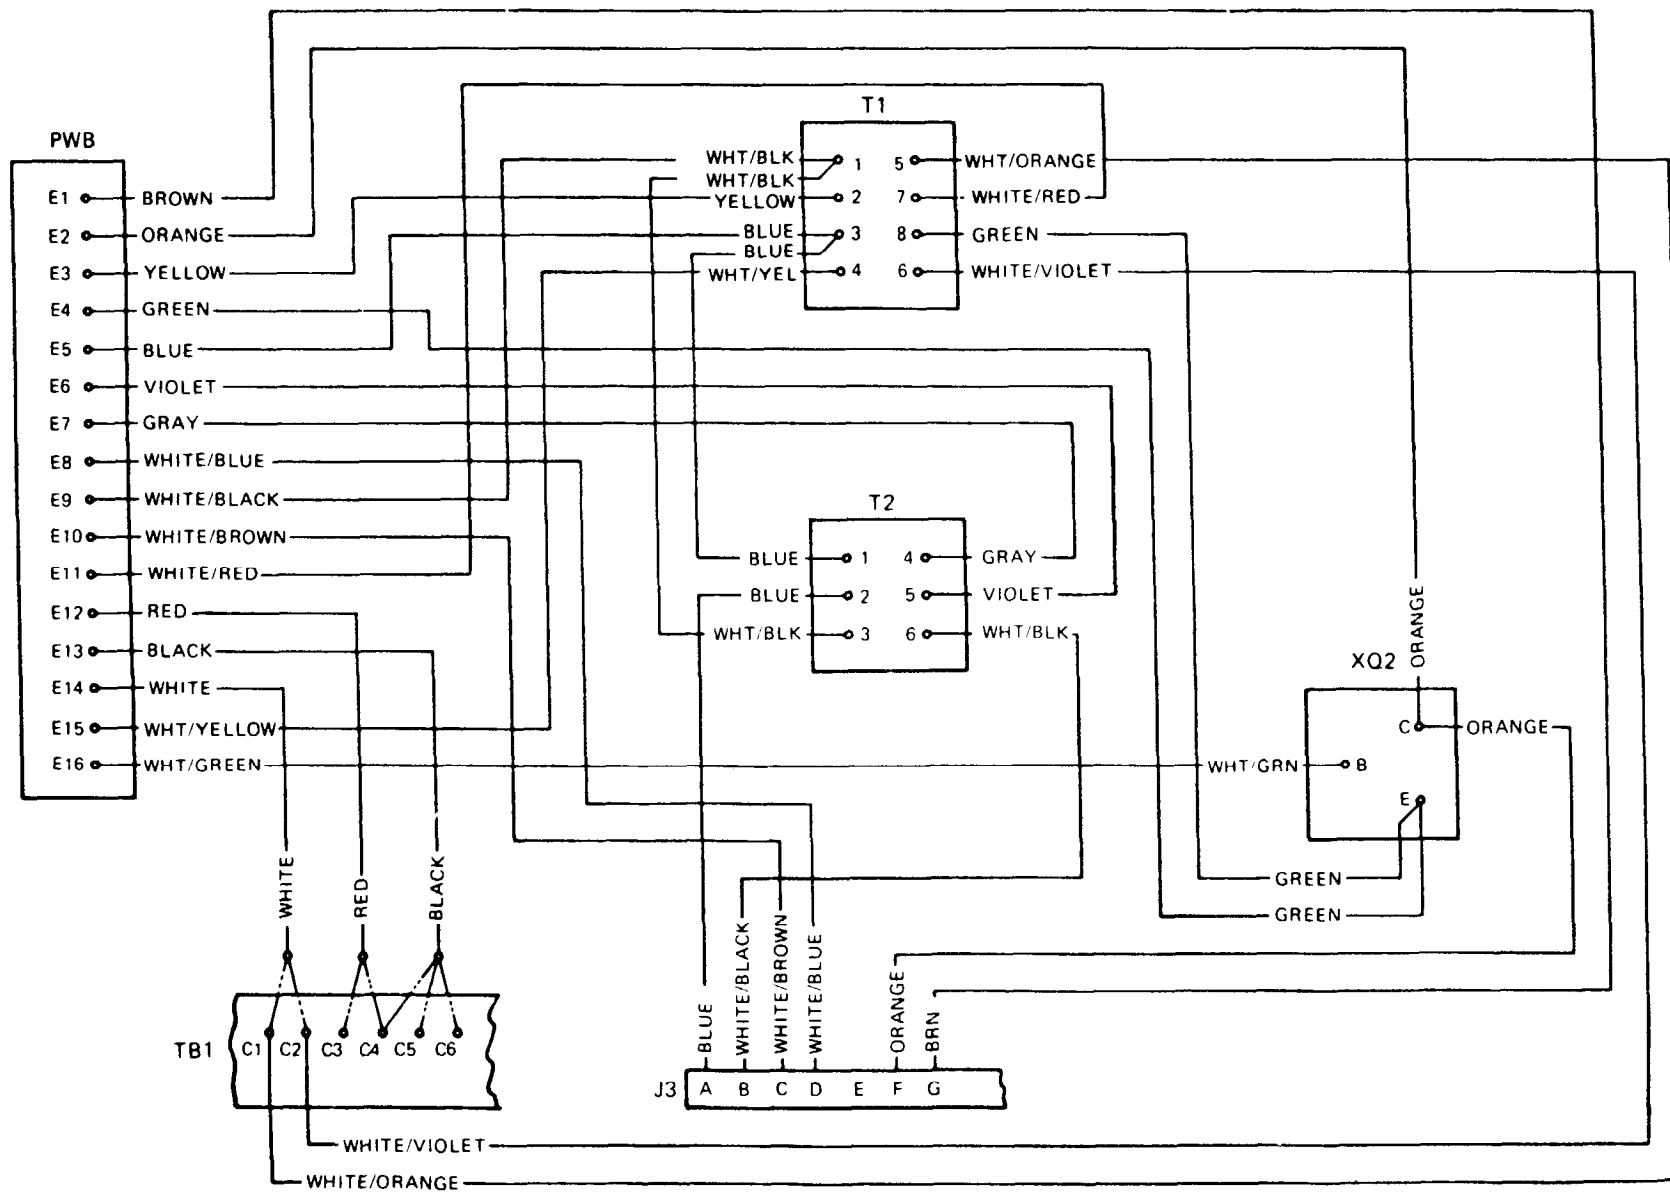 T1
PWB
WHT/BLK 1 5 WHT/ORANGE
WHT/BLK
E1 BROWN
YELLOW 2 7 WHITE/RED
E2 ORANGE
BLUE 3 8 GREEN
BLUE
E3 YELLOW
WHT/YEL 4 6 WHITE/VIOLET
E4 GREEN
E5 BLUE
E6 VIOLET
E7 GRAY
E8 WHITE/BLUE
E9 WHITE/BLACK
T2
E10 WHITE/BROWN
BLUE 1 4 GRAY
E11 WHITE/RED
BLUE 2 5 VIOLET
E12 RED
WHT/BLK 3 6 WHT/BLK
ORANGE
E13 BLACK
XQ2
E14 WHITE
E15 WHT/YELLOW
C ORANGE
E16 WHT/GREEN
WHT/GRN B
E
WHITE
RED
BLACK
GREEN
GREEN
BLUE
WHITE/BLACK
WHITE/BROWN
WHITE/BLUE
ORANGE
BRN
TB1 C1 C2 C3 C4 C5 C6
J3 A B C D E F G
WHITE/VIOLET
WHITE/ORANGE